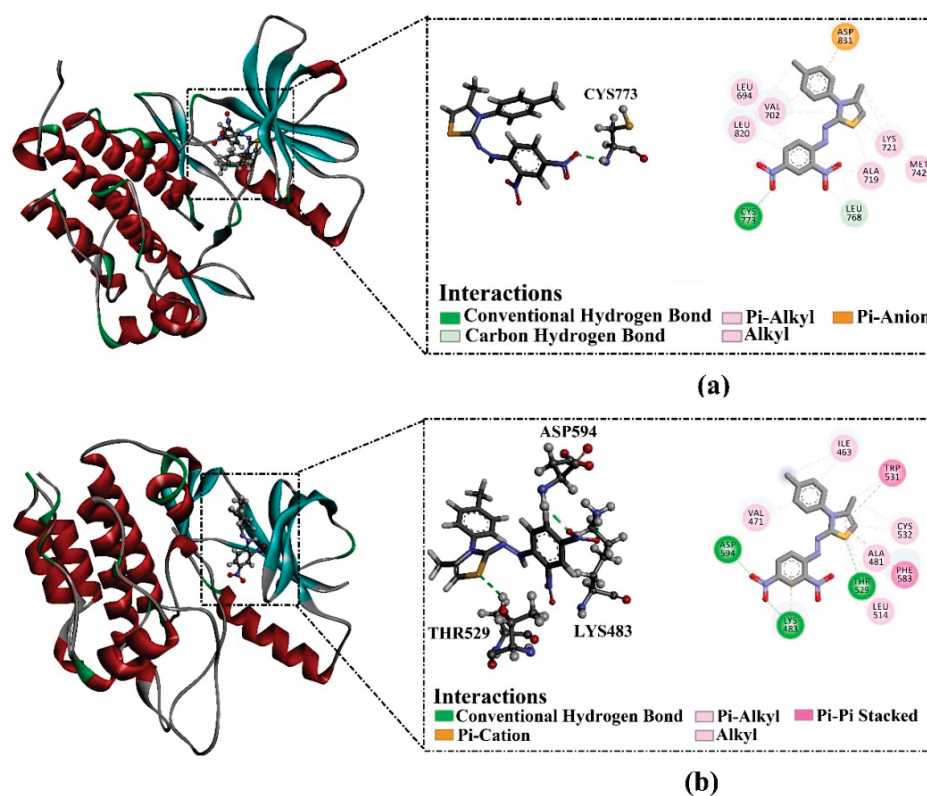 (a)
CYS773
ASP 831
LEU 694
VAL 702
LEU 820
LYS 721
MET 742
ALA 719
CYS 773
LEU 768
Interactions
Conventional Hydrogen Bond
Pi-Alkyl
Pi-Anion
Carbon Hydrogen Bond
Alkyl
(a)
ASP594
THR529
LYS483
ILE 463
TRP 531
VAL 471
CYS 532
ALA 481
ASP 594
PHE 583
THR 529
LEU 514
LYS 483
Interactions
Conventional Hydrogen Bond
Pi-Alkyl
Pi-Pi Stacked
Pi-Cation
Alkyl
(b)